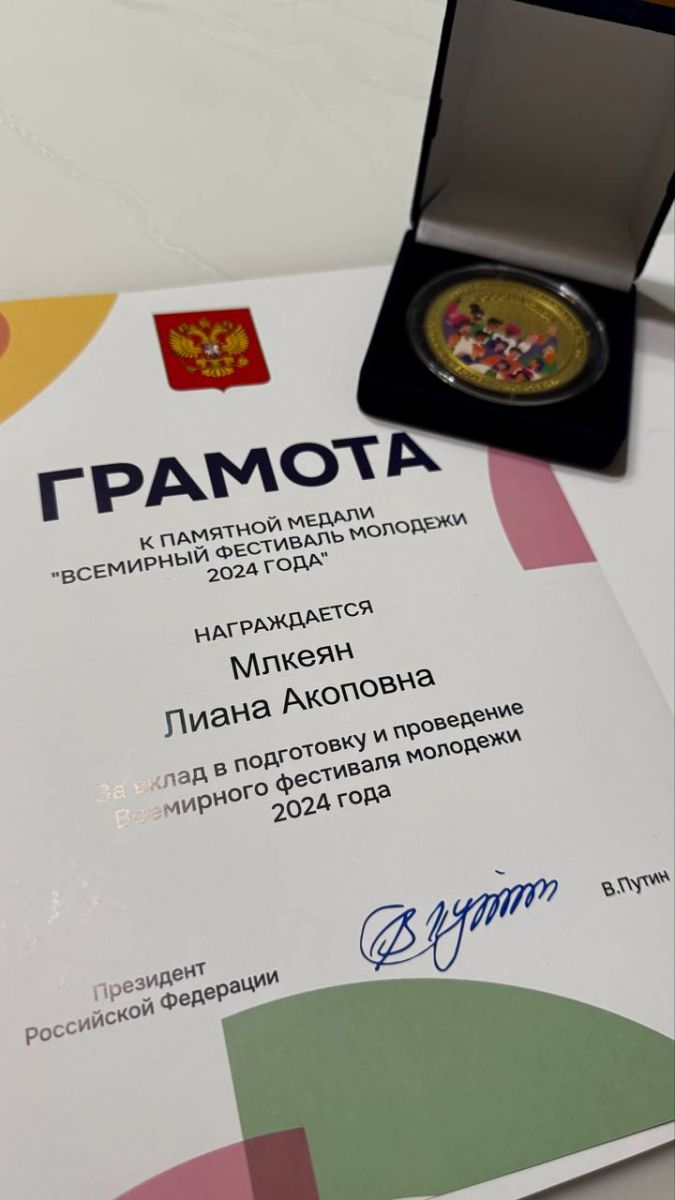 ГРАМОТА
К ПАМЯТНОЙ МЕДАЛИ
"ВСЕМИРНЫЙ ФЕСТИВАЛЬ МОЛОДЕЖИ
2024 ГОДА"
НАГРАЖДАЕТСЯ
Млкеян
Лиана Акоповна
За вклад в подготовку и проведение
Всемирного фестиваля молодежи
2024 года
В.Путин
Президент
Российской Федерации